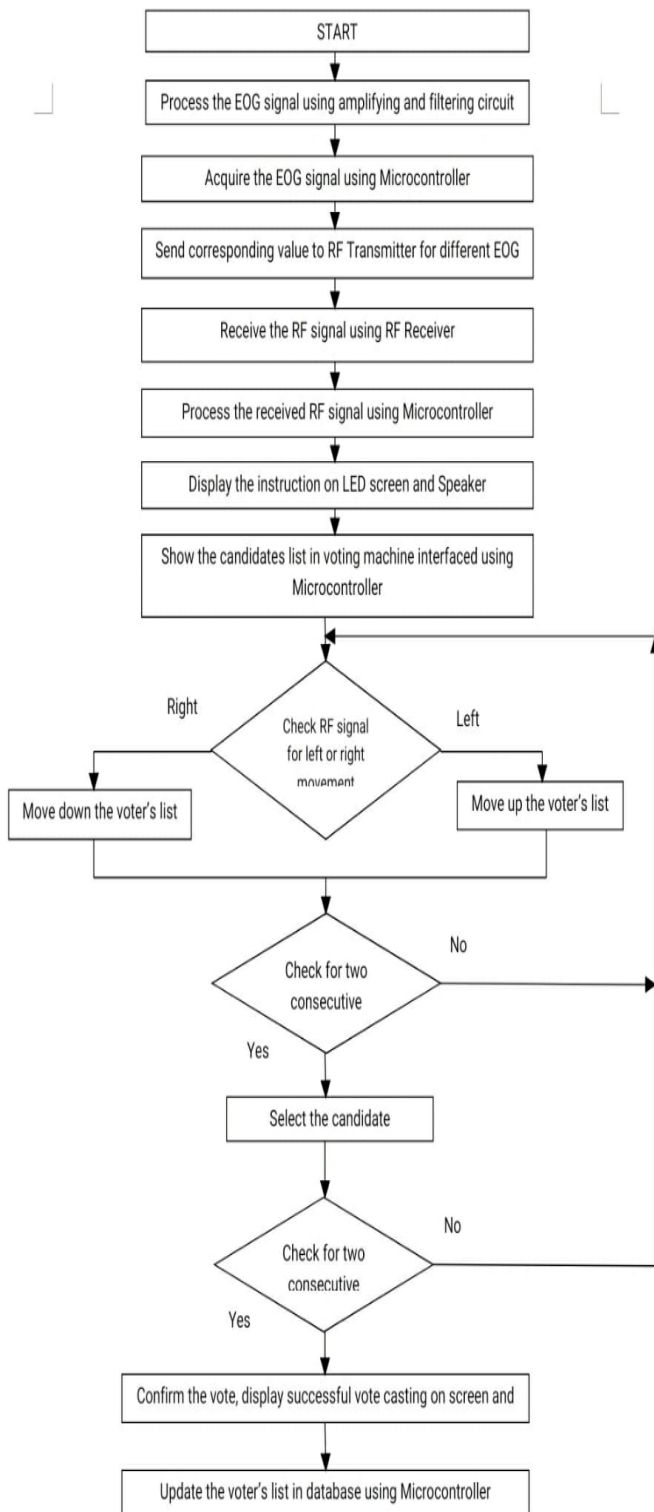 START
Process the EOG signal using amplifying and filtering circuit
Acquire the EOG signal using Microcontroller
Send corresponding value to RF Transmitter for different EOG
Receive the RF signal using RF Receiver
Process the received RF signal using Microcontroller
Display the instruction on LED screen and Speaker
Show the candidates list in voting machine interfaced using
Microcontroller
Right
Left
Check RF signal
for left or right
movement
Move down the voter's list
Move up the voter's list
No
Check for two
consecutive
Yes
Select the candidate
No
Check for two
consecutive
Yes
Confirm the vote, display successful vote casting on screen and
Update the voter's list in database using Microcontroller